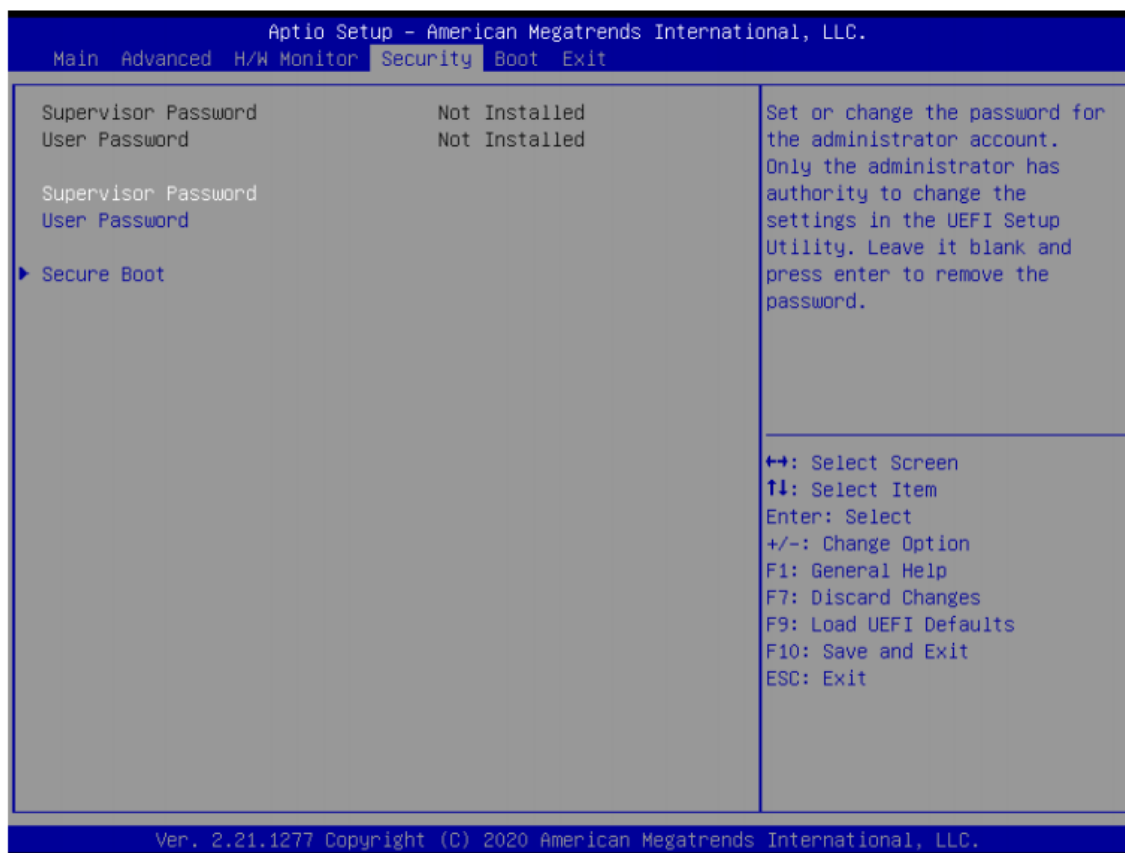 Aptio Setup – American Megatrends International, LLC.
Main Advanced H/W Monitor Security Boot Exit
Supervisor Password Not Installed
User Password Not Installed
Supervisor Password
User Password
▶ Secure Boot
Set or change the password for
the administrator account.
Only the administrator has
authority to change the
settings in the UEFI Setup
Utility. Leave it blank and
press enter to remove the
password.
←→: Select Screen
↑↓: Select Item
Enter: Select
+/-: Change Option
F1: General Help
F7: Discard Changes
F9: Load UEFI Defaults
F10: Save and Exit
ESC: Exit
Ver. 2.21.1277 Copyright (C) 2020 American Megatrends International, LLC.